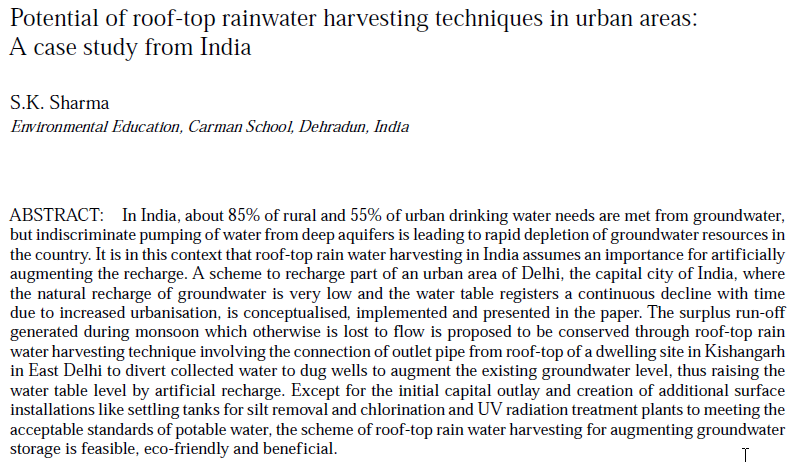 Potential of roof-top rainwater harvesting techniques in urban areas:
A case study from India
S.K. Sharma
Environmental Education, Carman School, Dehradun, India
ABSTRACT: In India, about 85% of rural and 55% of urban drinking water needs are met from groundwater,
but indiscriminate pumping of water from deep aquifers is leading to rapid depletion of groundwater resources in
the country. It is in this context that roof-top rain water harvesting in India assumes an importance for artificially
augmenting the recharge. A scheme to recharge part of an urban area of Delhi, the capital city of India, where
the natural recharge of groundwater is very low and the water table registers a continuous decline with time
due to increased urbanisation, is conceptualised, implemented and presented in the paper. The surplus run-off
generated during monsoon which otherwise is lost to flow is proposed to be conserved through roof-top rain
water harvesting technique involving the connection of outlet pipe from roof-top of a dwelling site in Kishangarh
in East Delhi to divert collected water to dug wells to augment the existing groundwater level, thus raising the
water table level by artificial recharge. Except for the initial capital outlay and creation of additional surface
installations like settling tanks for silt removal and chlorination and UV radiation treatment plants to meeting the
acceptable standards of potable water, the scheme of roof-top rain water harvesting for augmenting groundwater
storage is feasible, eco-friendly and beneficial.